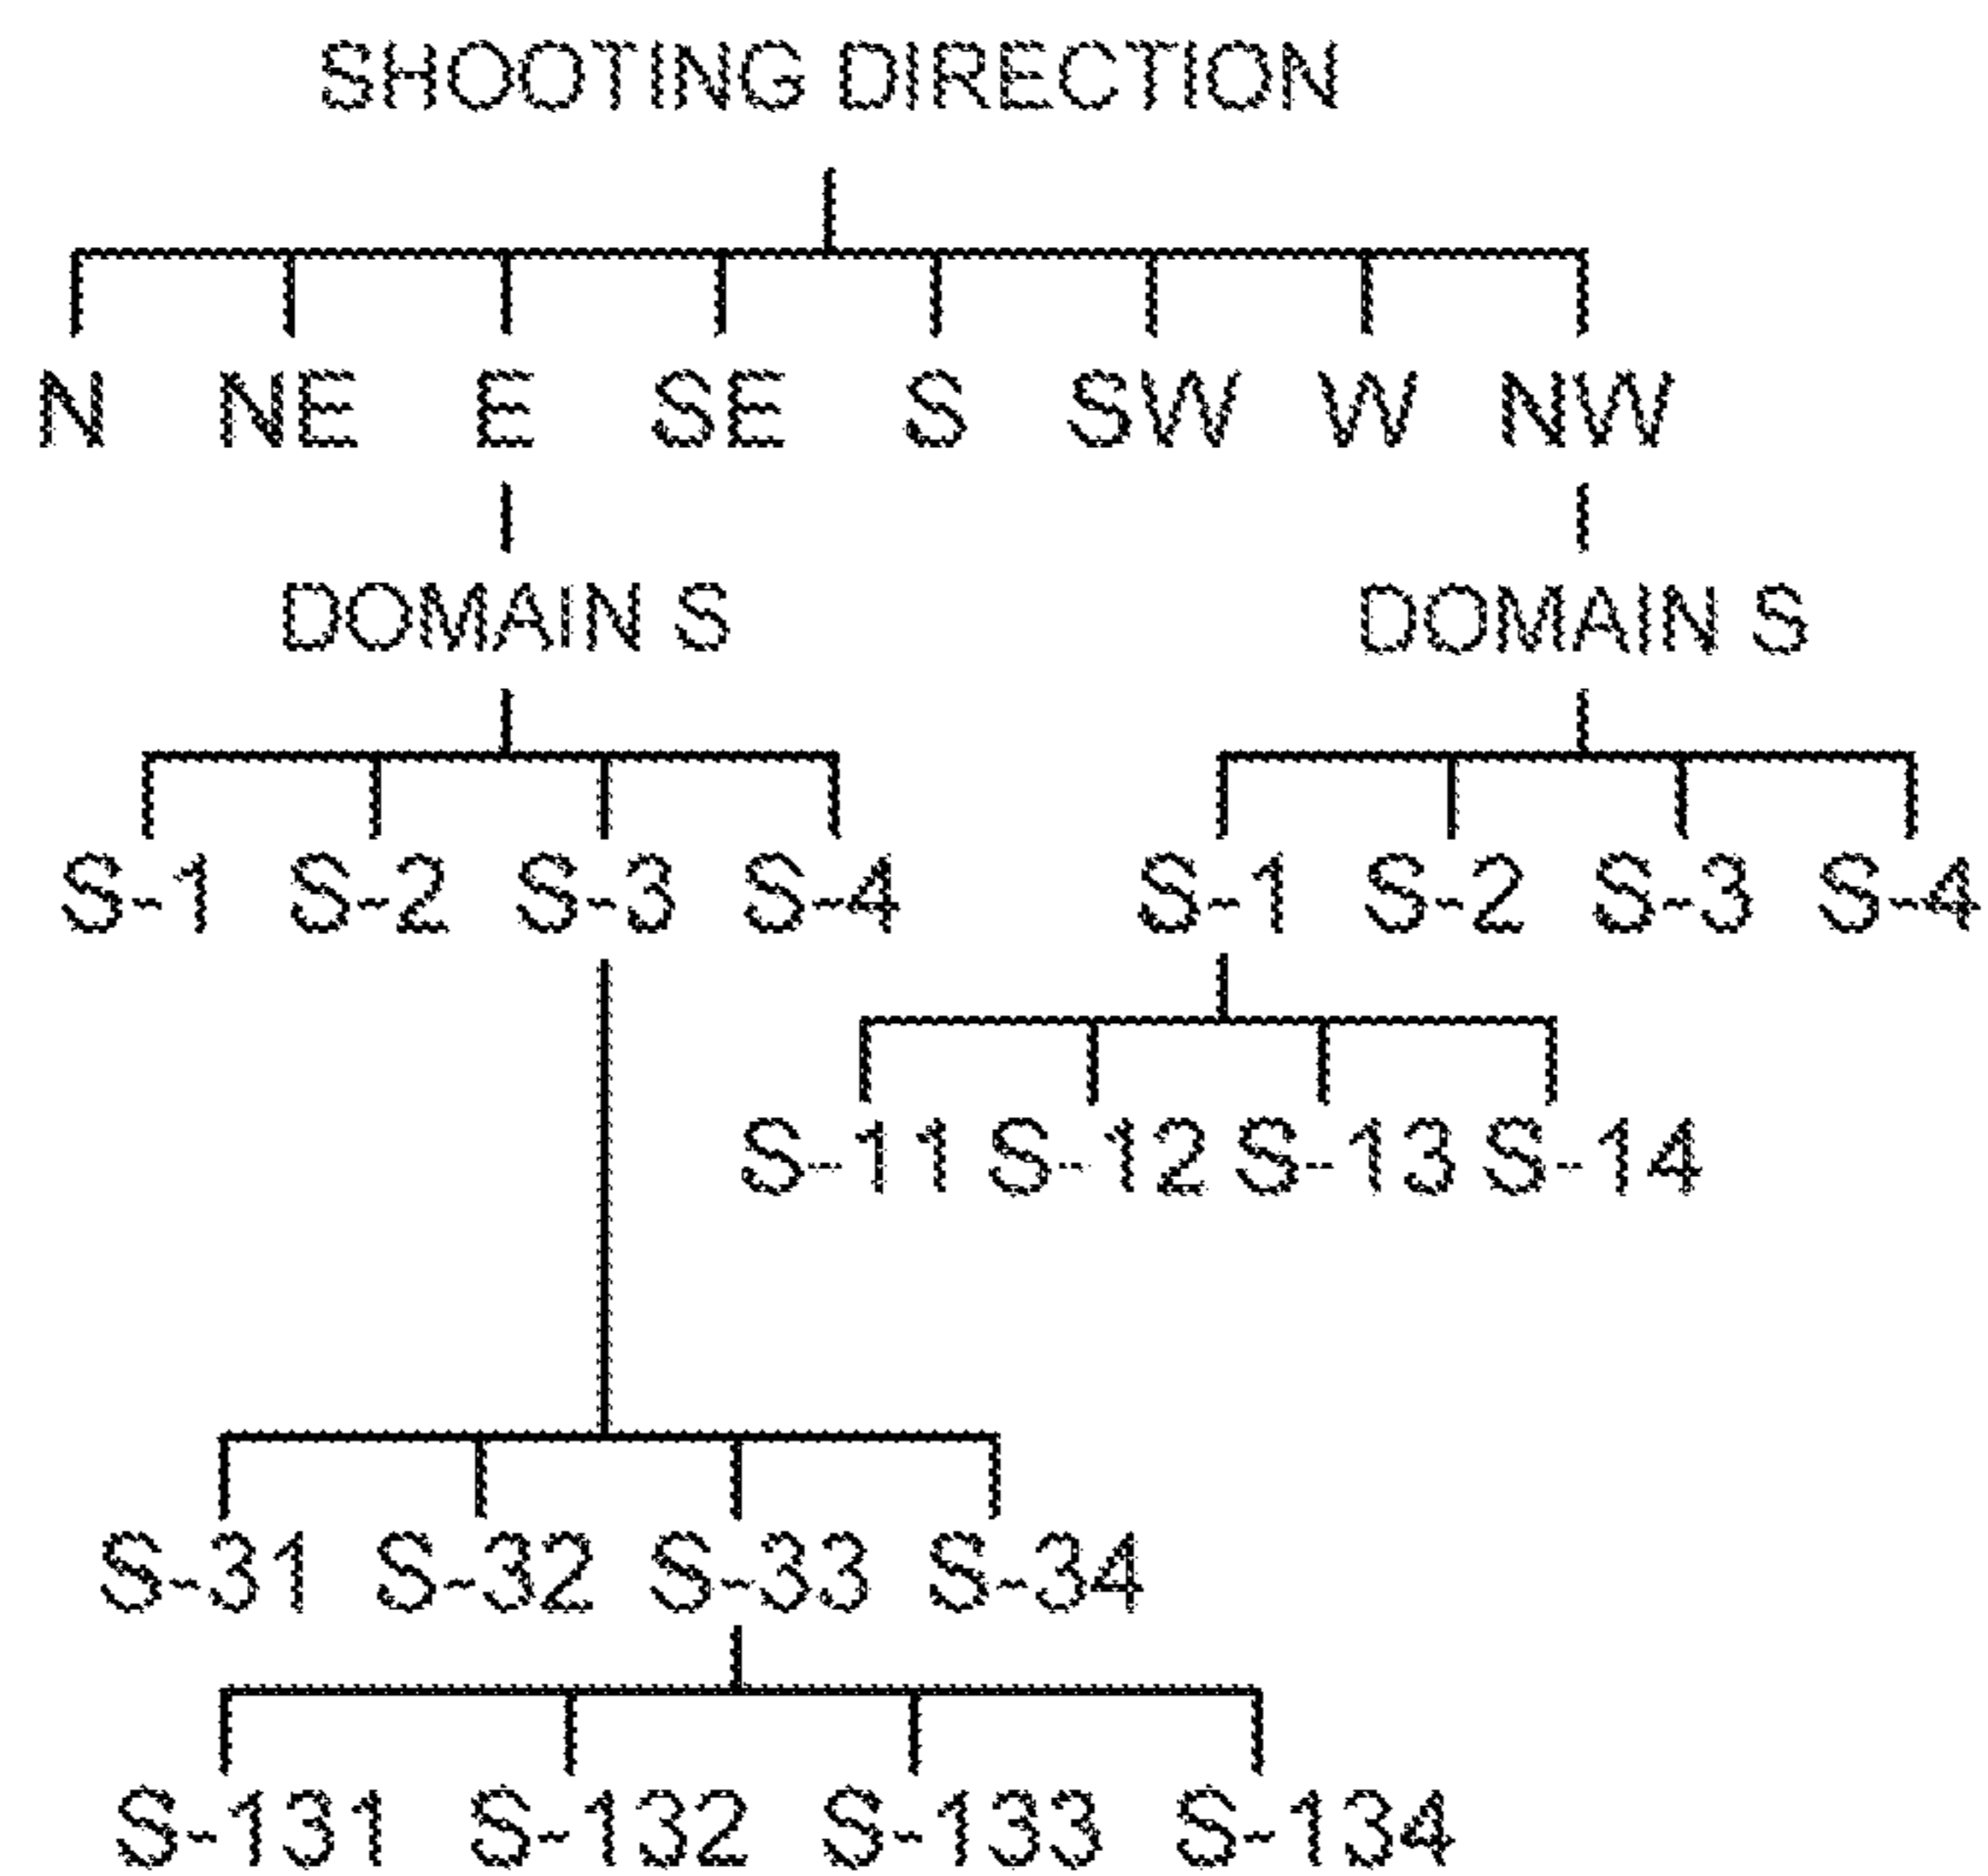 SHOOTING DIRECTION
N NE E SE S SW W NW
DOMAIN S DOMAIN S
S-1 S-2 S-3 S-4 S-1 S-2 S-3 S-4
S-11 S-12 S-13 S-14
S-31 S-32 S-33 S-34
S-131 S-132 S-133 S-134